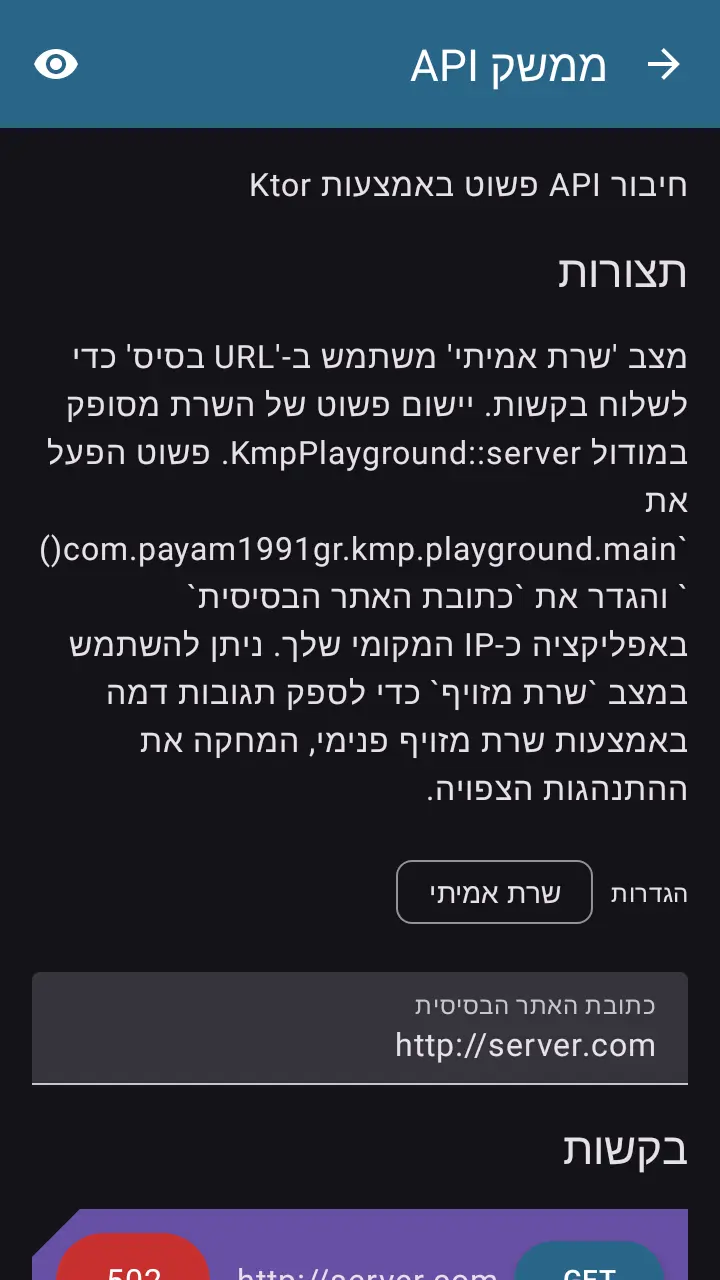 ממשק API
חיבור API פשוט באמצעות Ktor
תצורות
מצב 'שרת אמיתי' משתמש ב-'URL בסיס' כדי
לשלוח בקשות. יישום פשוט של השרת מסופק
במודול KmpPlayground::server. פשוט הפעל
את
`com.payam1991gr.kmp.playground.main()
` והגדר את `כתובת האתר הבסיסית`
באפליקציה כ-IP המקומי שלך. ניתן להשתמש
במצב `שרת מזויף` כדי לספק תגובות דמה
באמצעות שרת מזויף פנימי, המחקה את
ההתנהגות הצפויה.
הגדרות שרת אמיתי
כתובת האתר הבסיסית
http://server.com
בקשות
GET http://server.com 502